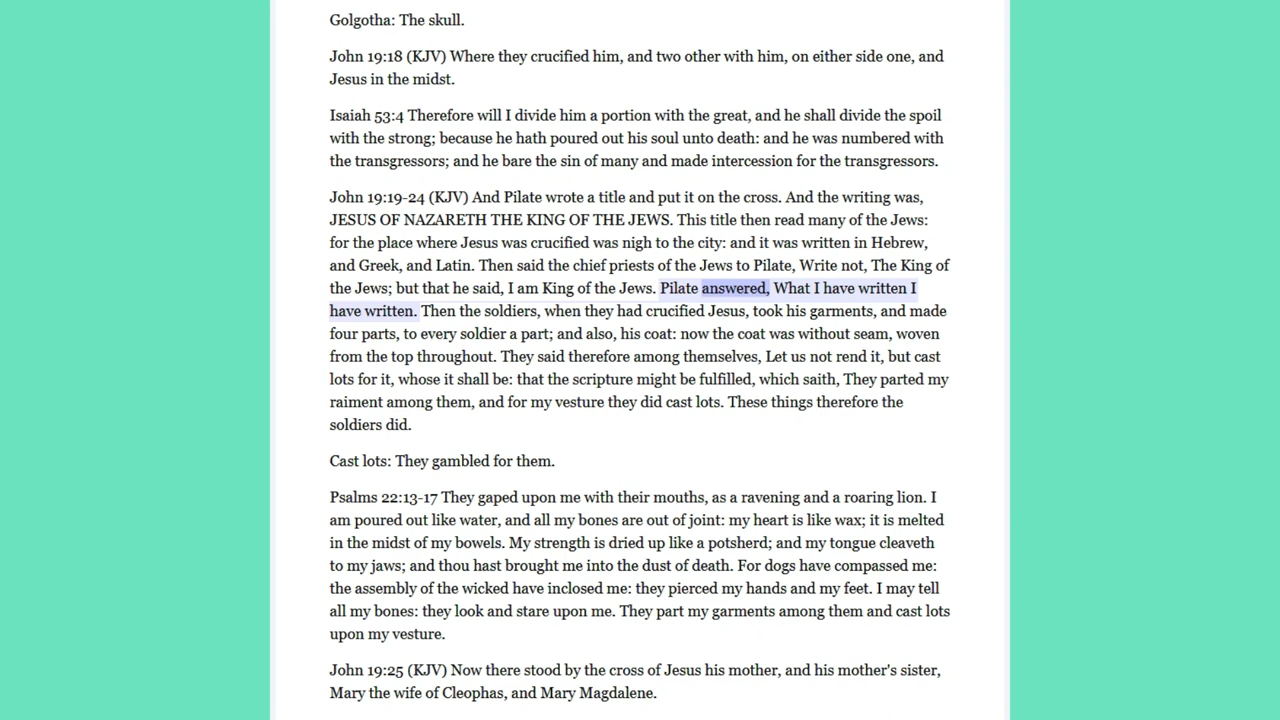 Golgotha: The skull.
John 19:18 (KJV) Where they crucified him, and two other with him, on either side one, and
Jesus in the midst.
Isaiah 53:4 Therefore will I divide him a portion with the great, and he shall divide the spoil
with the strong; because he hath poured out his soul unto death: and he was numbered with
the transgressors; and he bare the sin of many and made intercession for the transgressors.
John 19:19-24 (KJV) And Pilate wrote a title and put it on the cross. And the writing was,
JESUS OF NAZARETH THE KING OF THE JEWS. This title then read many of the Jews:
for the place where Jesus was crucified was nigh to the city: and it was written in Hebrew,
and Greek, and Latin. Then said the chief priests of the Jews to Pilate, Write not, The King of
the Jews; but that he said, I am King of the Jews. Pilate answered, What I have written I
have written. Then the soldiers, when they had crucified Jesus, took his garments, and made
four parts, to every soldier a part; and also, his coat: now the coat was without seam, woven
from the top throughout. They said therefore among themselves, Let us not rend it, but cast
lots for it, whose it shall be: that the scripture might be fulfilled, which saith, They parted my
raiment among them, and for my vesture they did cast lots. These things therefore the
soldiers did.
Cast lots: They gambled for them.
Psalms 22:13-17 They gaped upon me with their mouths, as a ravening and a roaring lion. I
am poured out like water, and all my bones are out of joint: my heart is like wax; it is melted
in the midst of my bowels. My strength is dried up like a potsherd; and my tongue cleaveth
to my jaws; and thou hast brought me into the dust of death. For dogs have compassed me:
the assembly of the wicked have inclosed me: they pierced my hands and my feet. I may tell
all my bones: they look and stare upon me. They part my garments among them and cast lots
upon my vesture.
John 19:25 (KJV) Now there stood by the cross of Jesus his mother, and his mother's sister,
Mary the wife of Cleophas, and Mary Magdalene.